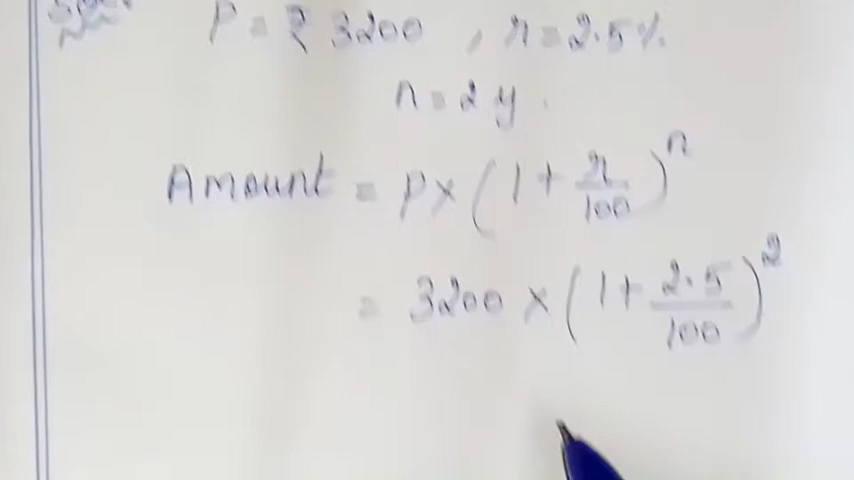 P = ₹ 3200 , r = 2.5%.
n = 2 y.
Amount = P × (1 + r/100)^n
= 3200 × (1 + 2.5/100)^2